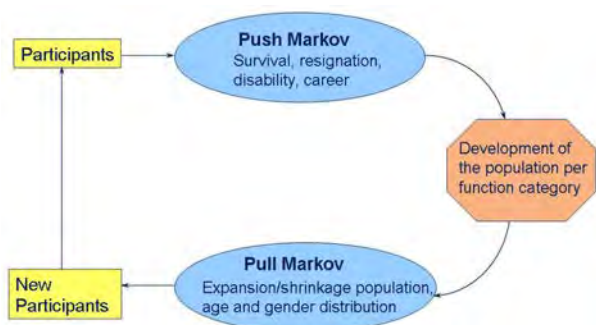 Participants
Push Markov
Survival, resignation,
disability, career
Development of
the population per
function category
Pull Markov
Expansion/shrinkage population,
age and gender distribution
New
Participants